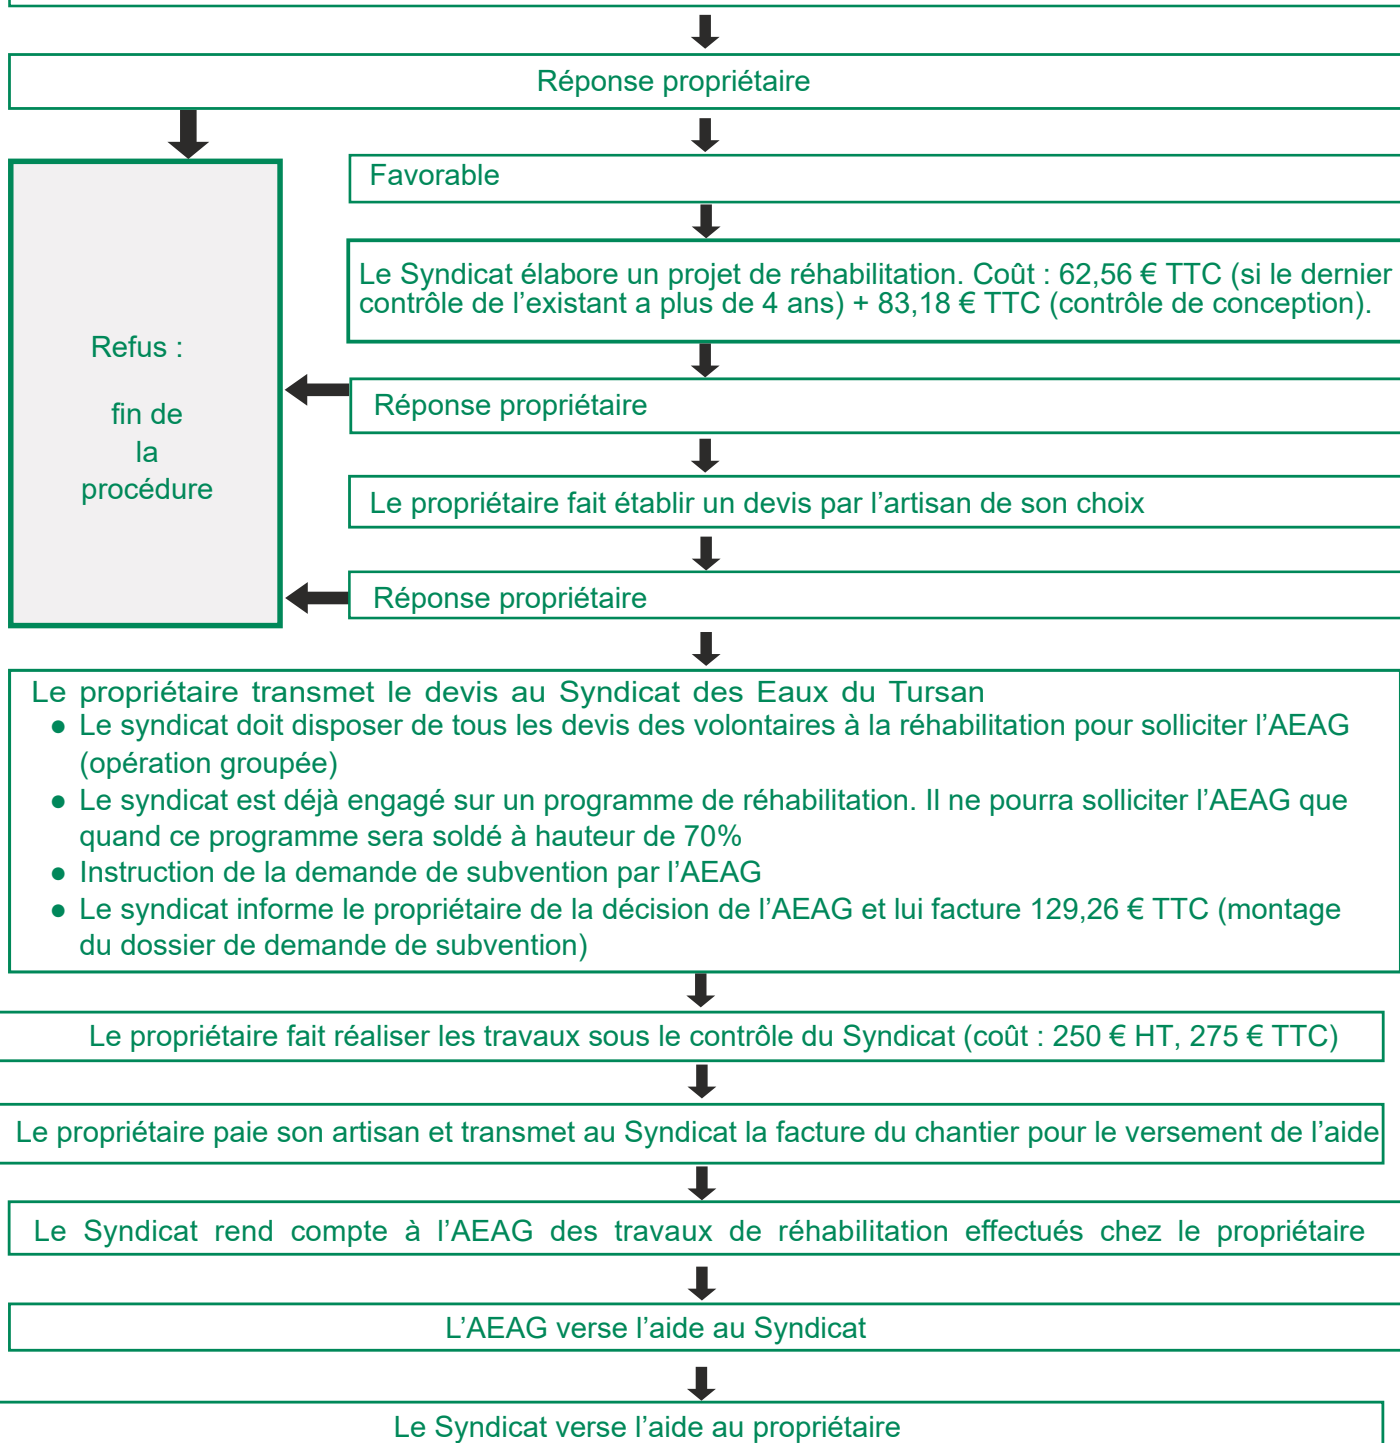 Réponse propriétaire
Favorable
Le Syndicat élabore un projet de réhabilitation. Coût : 62,56 € TTC (si le dernier
contrôle de l’existant a plus de 4 ans) + 83,18 € TTC (contrôle de conception).
Refus :
fin de
la
procédure
Réponse propriétaire
Le propriétaire fait établir un devis par l’artisan de son choix
Réponse propriétaire
Le propriétaire transmet le devis au Syndicat des Eaux du Tursan
● Le syndicat doit disposer de tous les devis des volontaires à la réhabilitation pour solliciter l’AEAG
(opération groupée)
● Le syndicat est déjà engagé sur un programme de réhabilitation. Il ne pourra solliciter l’AEAG que
quand ce programme sera soldé à hauteur de 70%
● Instruction de la demande de subvention par l’AEAG
● Le syndicat informe le propriétaire de la décision de l’AEAG et lui facture 129,26 € TTC (montage
du dossier de demande de subvention)
Le propriétaire fait réaliser les travaux sous le contrôle du Syndicat (coût : 250 € HT, 275 € TTC)
Le propriétaire paie son artisan et transmet au Syndicat la facture du chantier pour le versement de l’aide
Le Syndicat rend compte à l’AEAG des travaux de réhabilitation effectués chez le propriétaire
L’AEAG verse l’aide au Syndicat
Le Syndicat verse l’aide au propriétaire